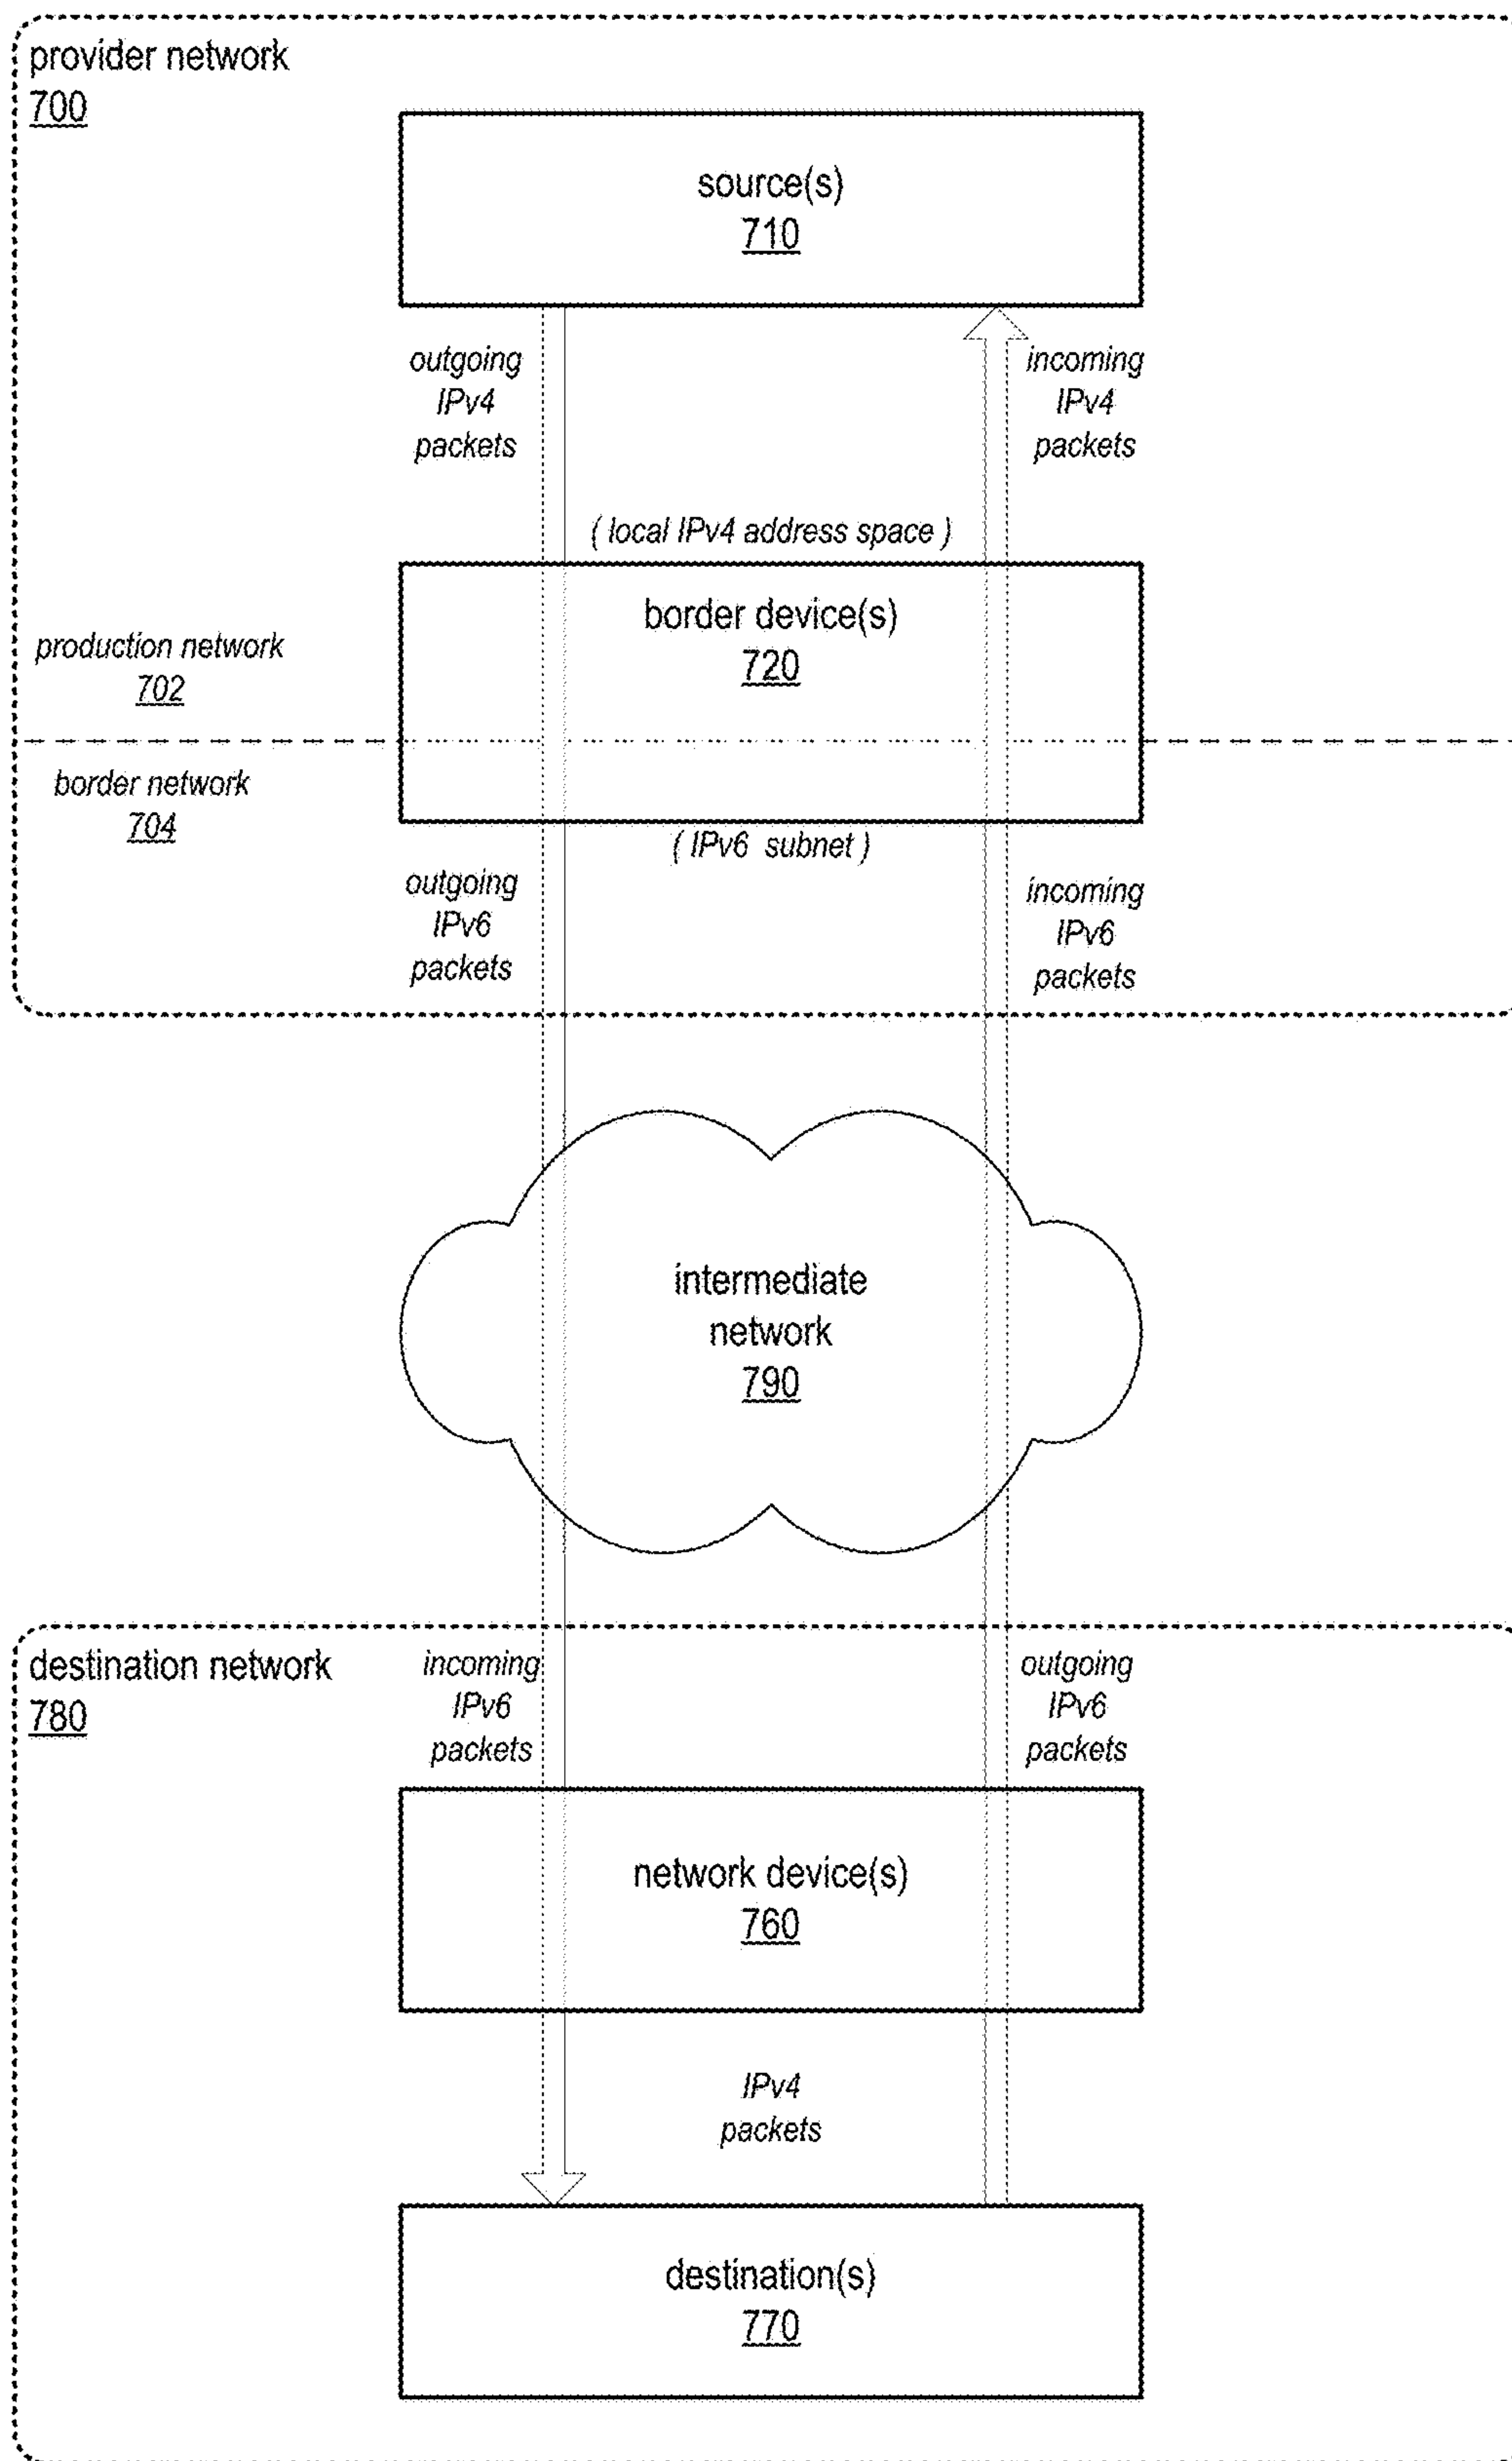 provider network
700
source(s)
710
outgoing
IPv4
packets
incoming
IPv4
packets
( local IPv4 address space )
border device(s)
720
production network
702
border network
704
( IPv6 subnet )
outgoing
IPv6
packets
incoming
IPv6
packets
intermediate
network
790
destination network
780
incoming
IPv6
packets
outgoing
IPv6
packets
network device(s)
760
IPv4
packets
destination(s)
770